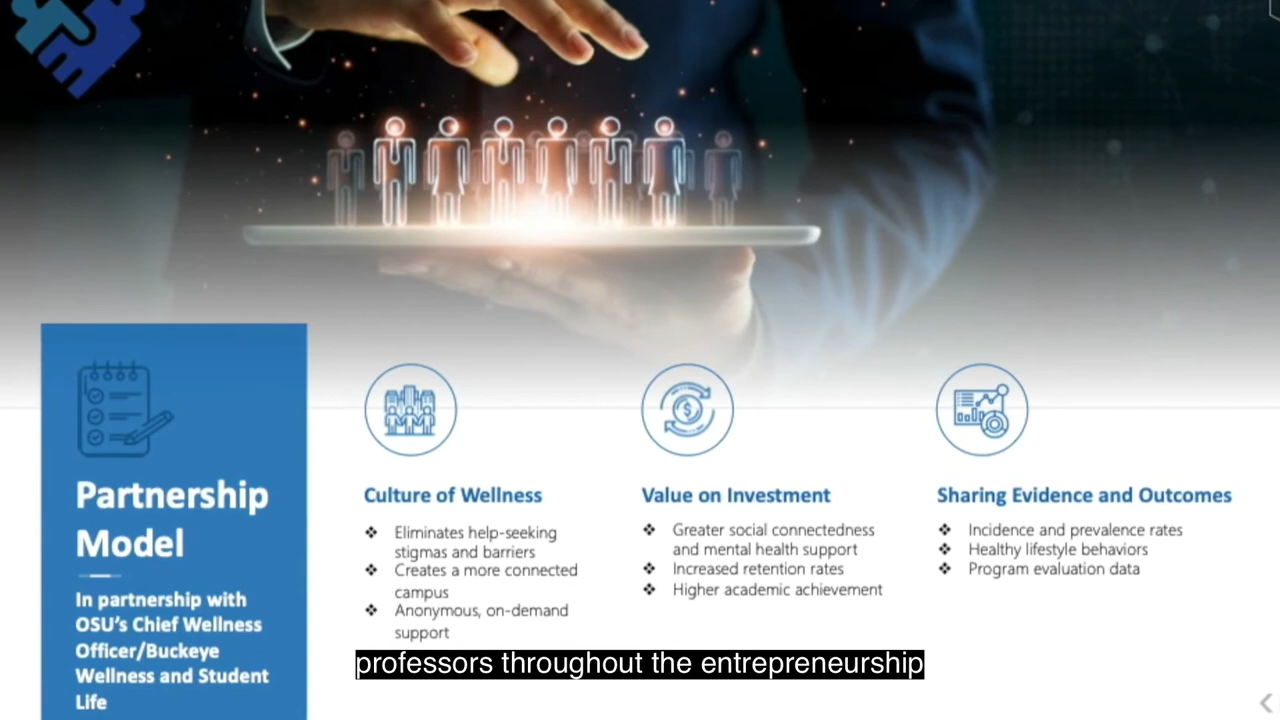 Partnership
Model
In partnership with
OSU's Chief Wellness
Officer/Buckeye
Wellness and Student
Life
Culture of Wellness
❖ Eliminates help-seeking
stigmas and barriers
❖ Creates a more connected
campus
❖ Anonymous, on-demand
support
Value on Investment
❖ Greater social connectedness
and mental health support
❖ Increased retention rates
❖ Higher academic achievement
Sharing Evidence and Outcomes
❖ Incidence and prevalence rates
❖ Healthy lifestyle behaviors
❖ Program evaluation data
professors throughout the entrepreneurship